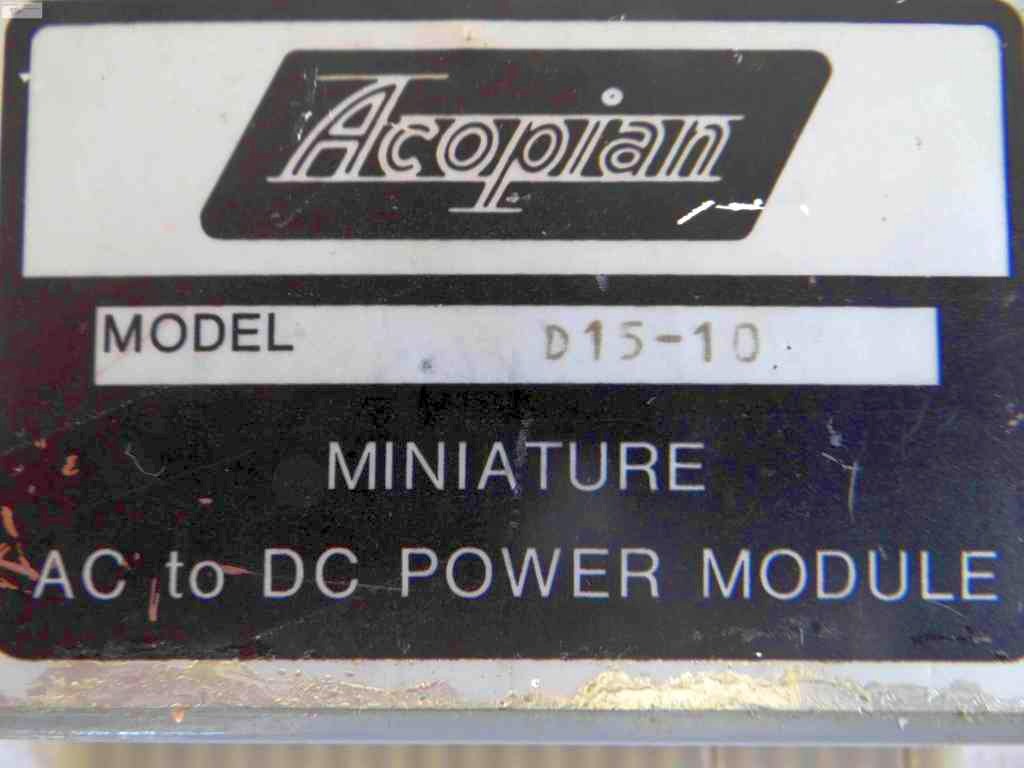 Acopian
MODEL D15-10
MINIATURE
AC to DC POWER MODULE